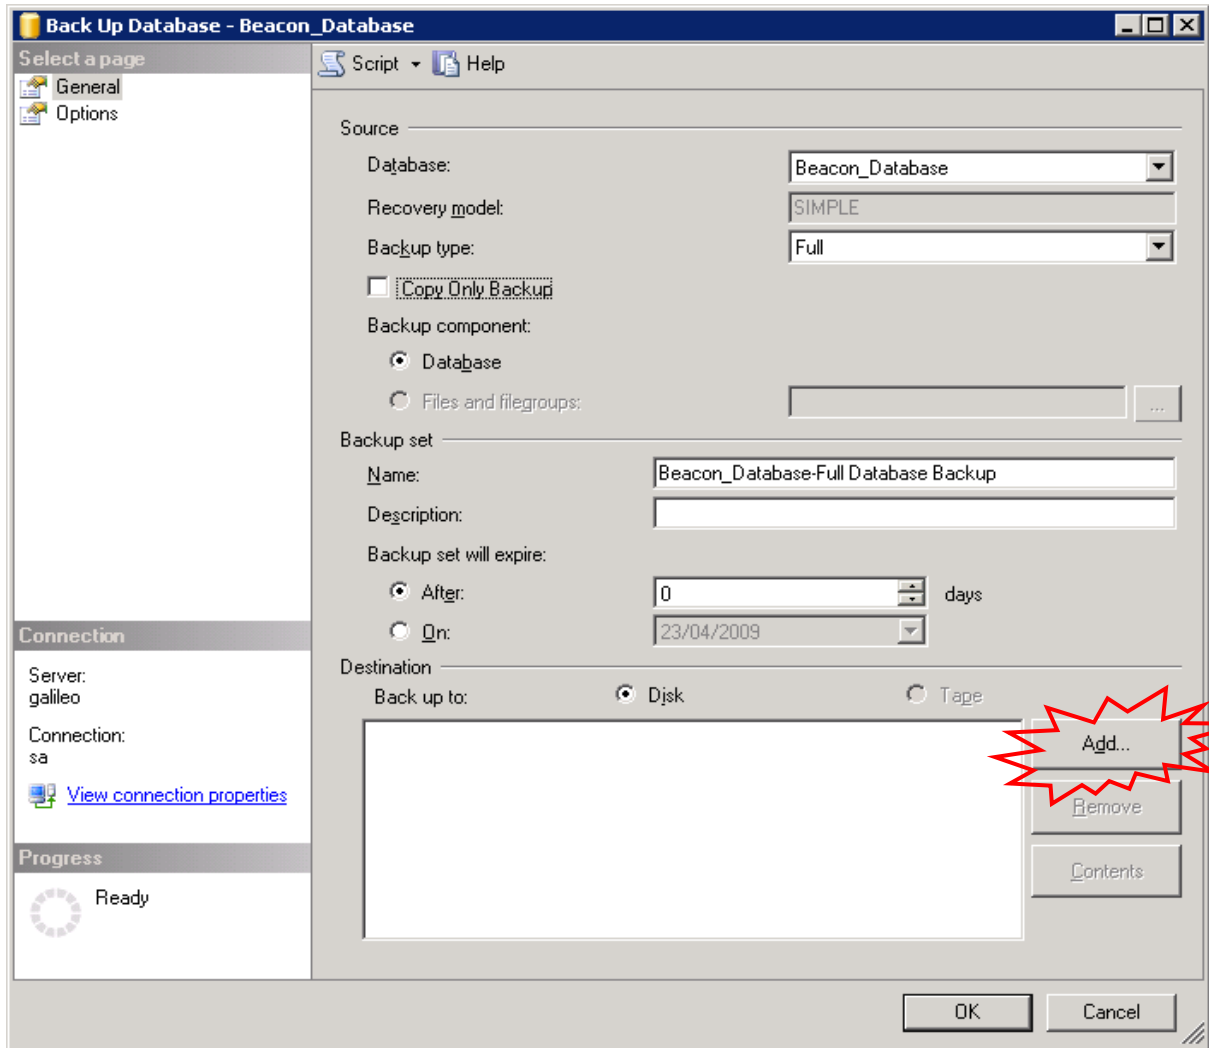 Back Up Database - Beacon_Database
Select a page
General
Options
Script
Help
Source
Database:
Beacon_Database
Recovery model:
SIMPLE
Backup type:
Full
Copy Only Backup
Backup component:
Database
Files and filegroups:
...
Backup set
Name:
Beacon_Database-Full Database Backup
Description:
Backup set will expire:
After:
0
days
On:
23/04/2009
Destination
Back up to:
Disk
Tape
Add...
Remove
Contents
Connection
Server:
galileo
Connection:
sa
View connection properties
Progress
Ready
OK
Cancel